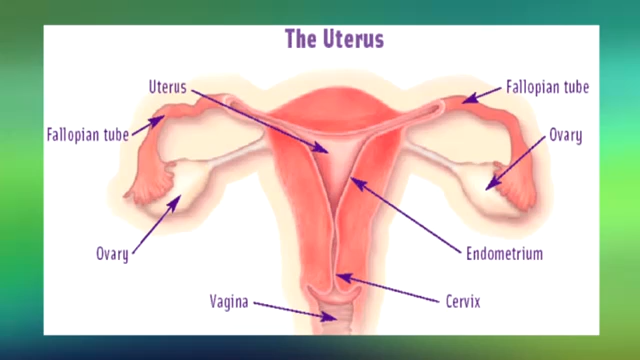 The Uterus
Uterus
Fallopian tube
Fallopian tube
Ovary
Ovary
Endometrium
Vagina
Cervix